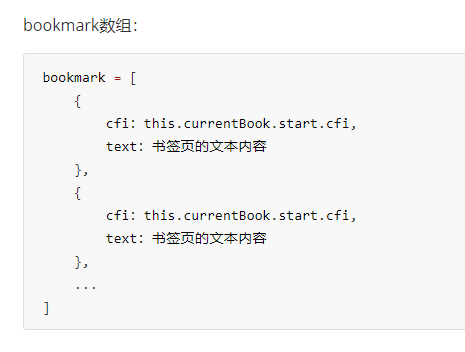 bookmark数组：
bookmark = [
    {
        cfi: this.currentBook.start.cfi,
        text: 书签页的文本内容
    },
    {
        cfi: this.currentBook.start.cfi,
        text: 书签页的文本内容
    },
    ...
]